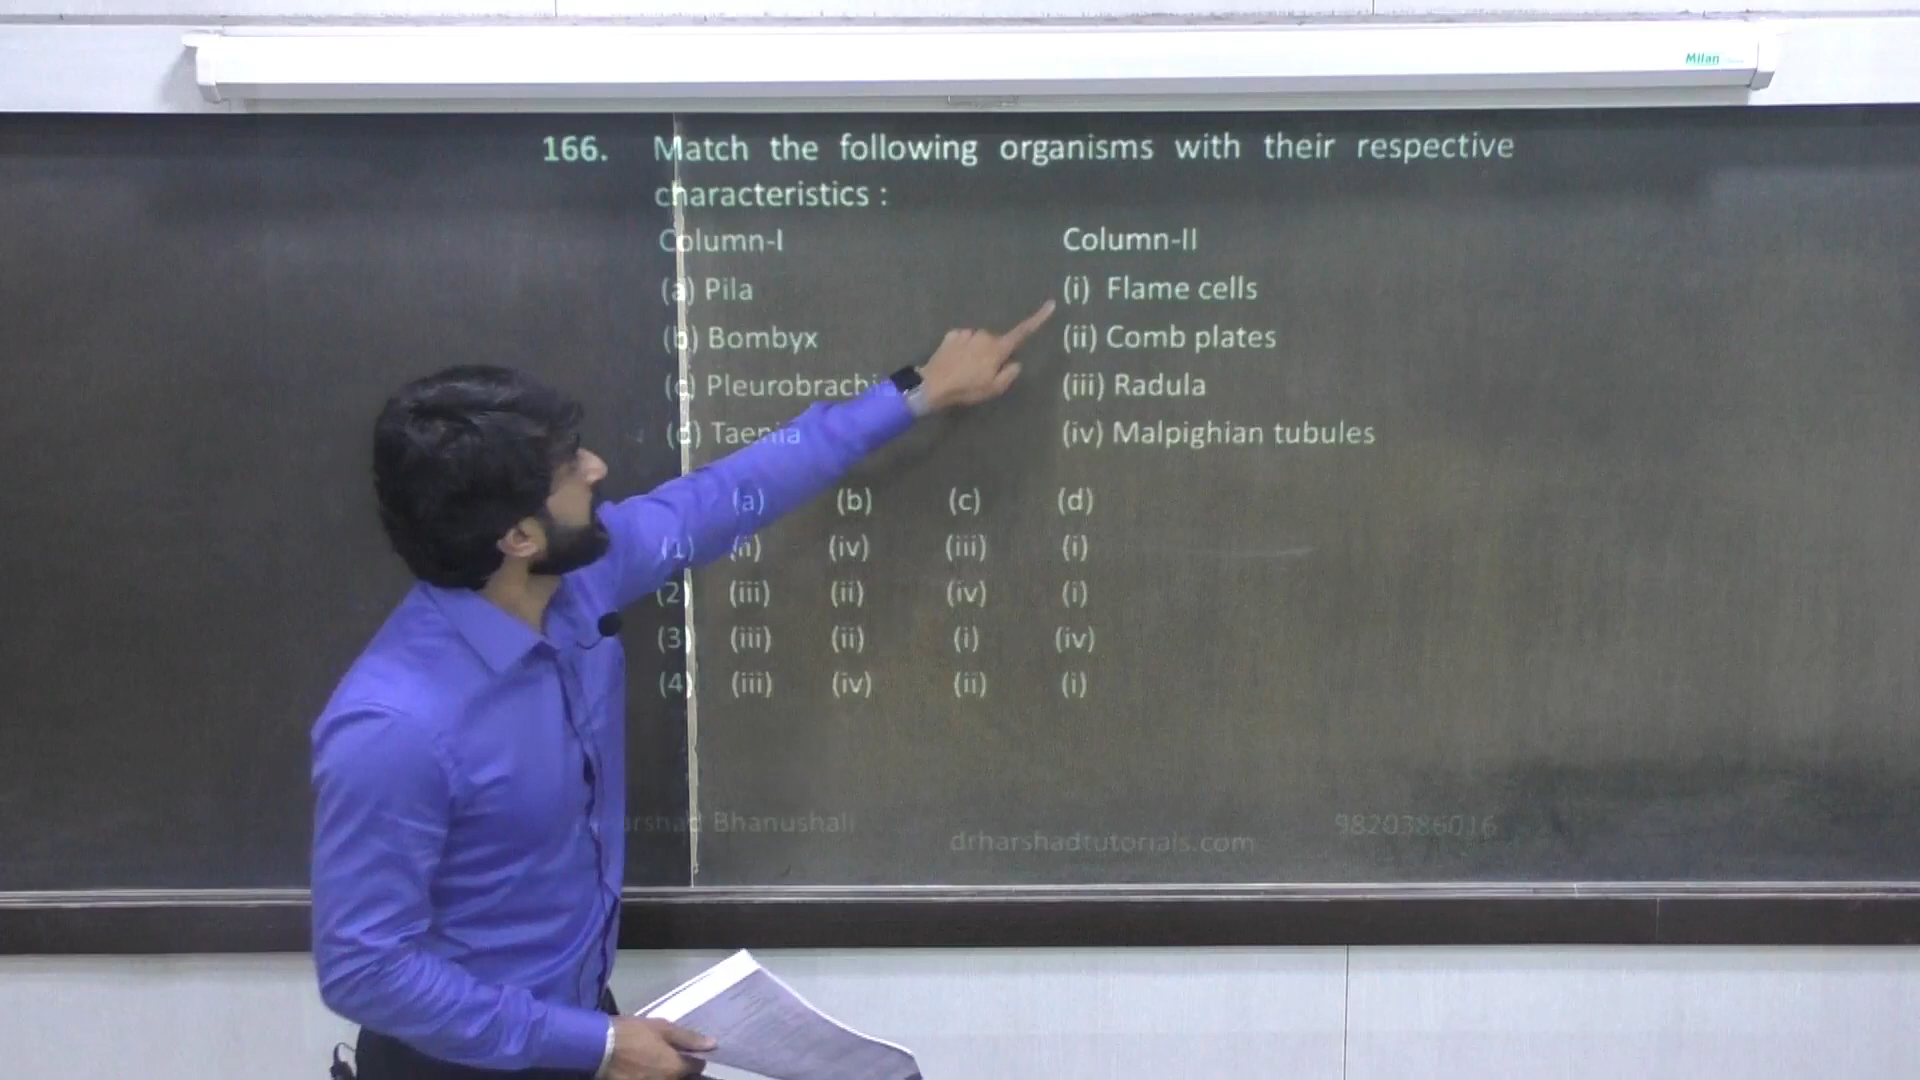 Milan
166. Match the following organisms with their respective
characteristics :
Column-I Column-II
(a) Pila (i) Flame cells
(b) Bombyx (ii) Comb plates
(c) Pleurobrachia (iii) Radula
(d) Taenia (iv) Malpighian tubules
(a) (b) (c) (d)
(1) (ii) (iv) (iii) (i)
(2) (iii) (ii) (iv) (i)
(3) (iii) (ii) (i) (iv)
(4) (iii) (iv) (ii) (i)
Bhanushali 9820386016
drharshadtutorials.com